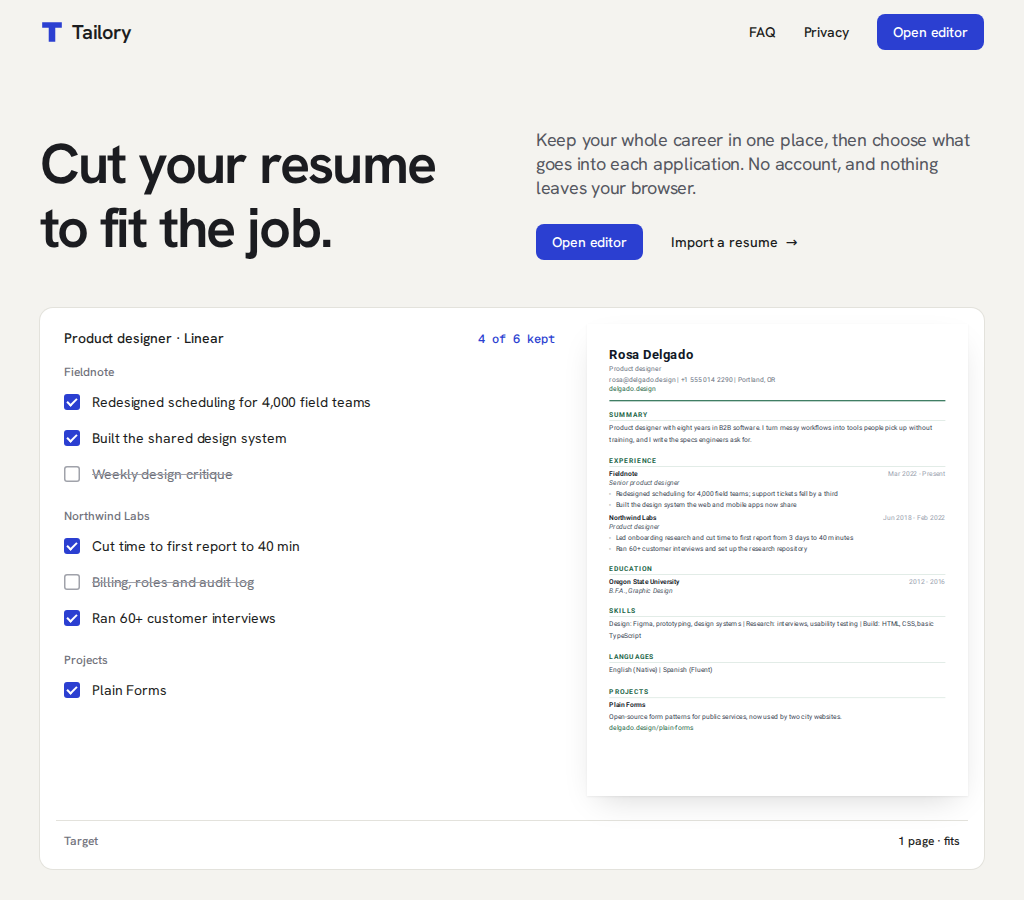 Tailory
FAQ Privacy Open editor
Cut your resume
to fit the job.
Keep your whole career in one place, then choose what
goes into each application. No account, and nothing
leaves your browser.
Open editor Import a resume →
Product designer · Linear 4 of 6 kept
Fieldnote
Redesigned scheduling for 4,000 field teams
Built the shared design system
Weekly design critique
Northwind Labs
Cut time to first report to 40 min
Billing, roles and audit log
Ran 60+ customer interviews
Projects
Plain Forms
Rosa Delgado
Product designer
rosa@delgado.design | +1 555 014 2290 | Portland, OR
delgado.design
SUMMARY
Product designer with eight years in B2B software. I turn messy workflows into tools people pick up without
training, and I write the specs engineers ask for.
EXPERIENCE
Fieldnote Mar 2022 - Present
Senior product designer
- Redesigned scheduling for 4,000 field teams; support tickets fell by a third
- Built the design system the web and mobile apps now share
Northwind Labs Jun 2018 - Feb 2022
Product designer
- Led onboarding research and cut time to first report from 3 days to 40 minutes
- Ran 60+ customer interviews and set up the research repository
EDUCATION
Oregon State University 2012 - 2016
B.F.A., Graphic Design
SKILLS
Design: Figma, prototyping, design systems | Research: interviews, usability testing | Build: HTML, CSS, basic
TypeScript
LANGUAGES
English (Native) | Spanish (Fluent)
PROJECTS
Plain Forms
Open-source form patterns for public services, now used by two city websites.
delgado.design/plain-forms
Target 1 page · fits